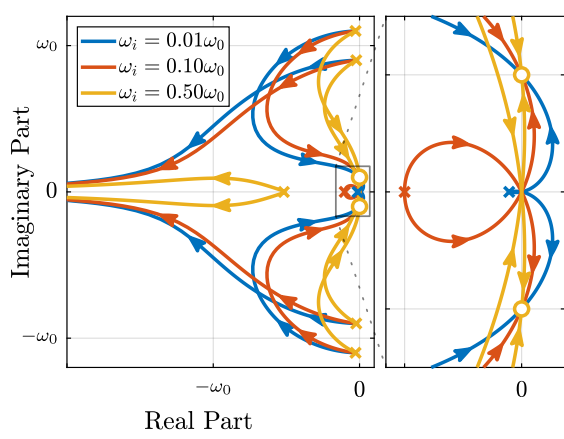 ω₀
0
−ω₀
Imaginary Part
ωᵢ = 0.01ω₀
ωᵢ = 0.10ω₀
ωᵢ = 0.50ω₀
−ω₀
0
0
Real Part